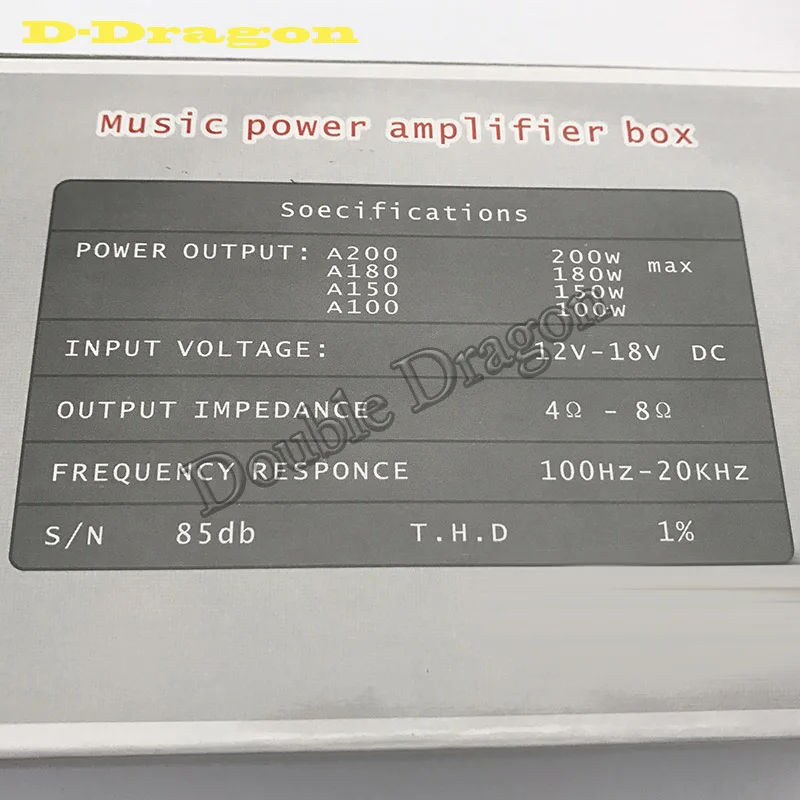 D-Dragon
Music power amplifier box
Soecifications
POWER OUTPUT: A200 200W max
A180 180W
A150 150W
A100 100W
INPUT VOLTAGE: 12V-18V DC
OUTPUT IMPEDANCE 4Ω - 8Ω
FREQUENCY RESPONCE 100Hz-20KHz
S/N 85db T.H.D 1%
Double Dragon